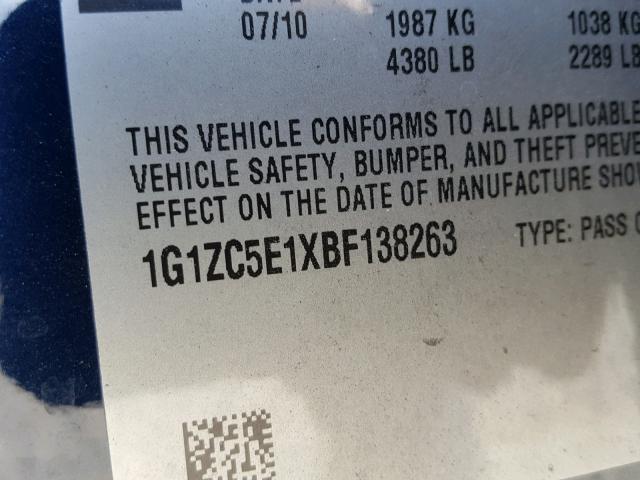 07/10 1987 KG 1038 KG
4380 LB 2289 LB
THIS VEHICLE CONFORMS TO ALL APPLICABLE
VEHICLE SAFETY, BUMPER, AND THEFT PREVE
EFFECT ON THE DATE OF MANUFACTURE SHO
1G1ZC5E1XBF138263 TYPE: PASS C